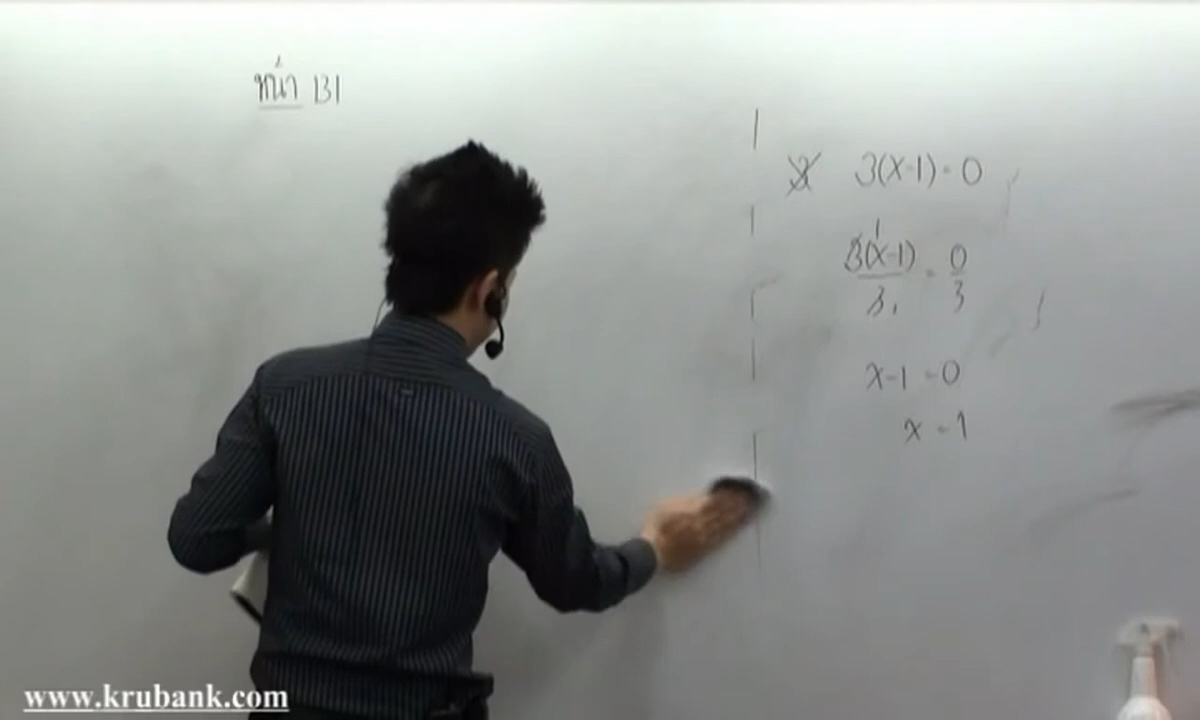 หน้า 131
3(x-1) = 0
3(x-1)/3 = 0/3
x-1 = 0
x = 1
www.krubank.com